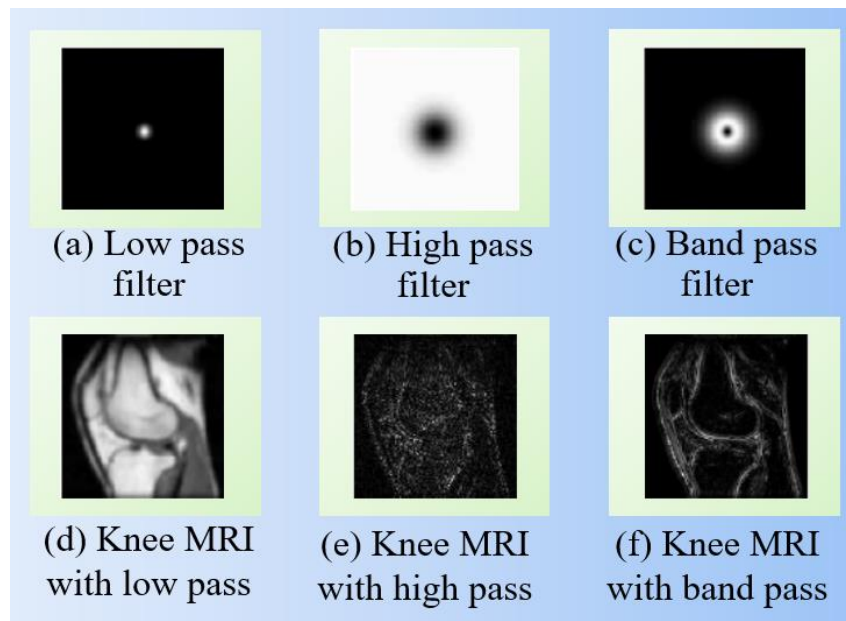 (a) Low pass
filter
(b) High pass
filter
(c) Band pass
filter
(d) Knee MRI
with low pass
(e) Knee MRI
with high pass
(f) Knee MRI
with band pass